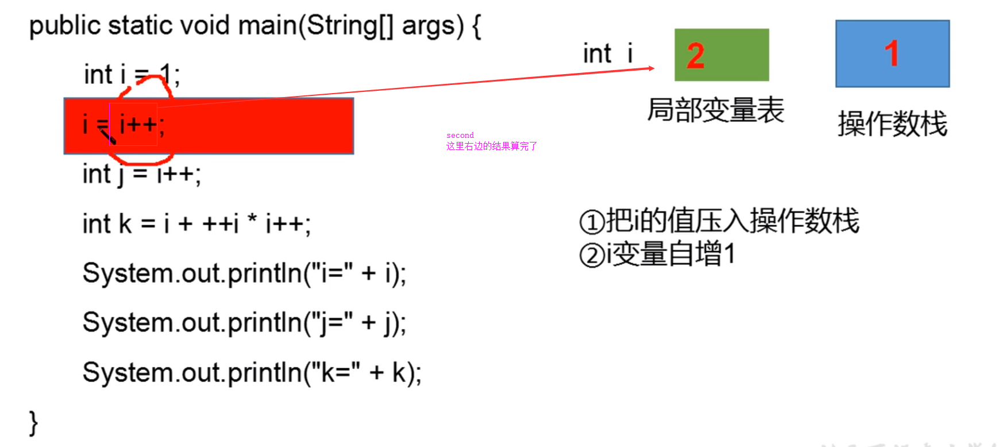 public static void main(String[] args) {
int i = 1;
i = i++;
int j = i++;
int k = i + ++i * i++;
System.out.println("i=" + i);
System.out.println("j=" + j);
System.out.println("k=" + k);
}
int i
2
1
局部变量表
操作数栈
second
这里右边的结果算完了
①把i的值压入操作数栈
②i变量自增1